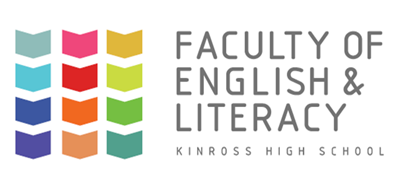 FACULTY OF
ENGLISH &
LITERACY
KINROSS HIGH SCHOOL